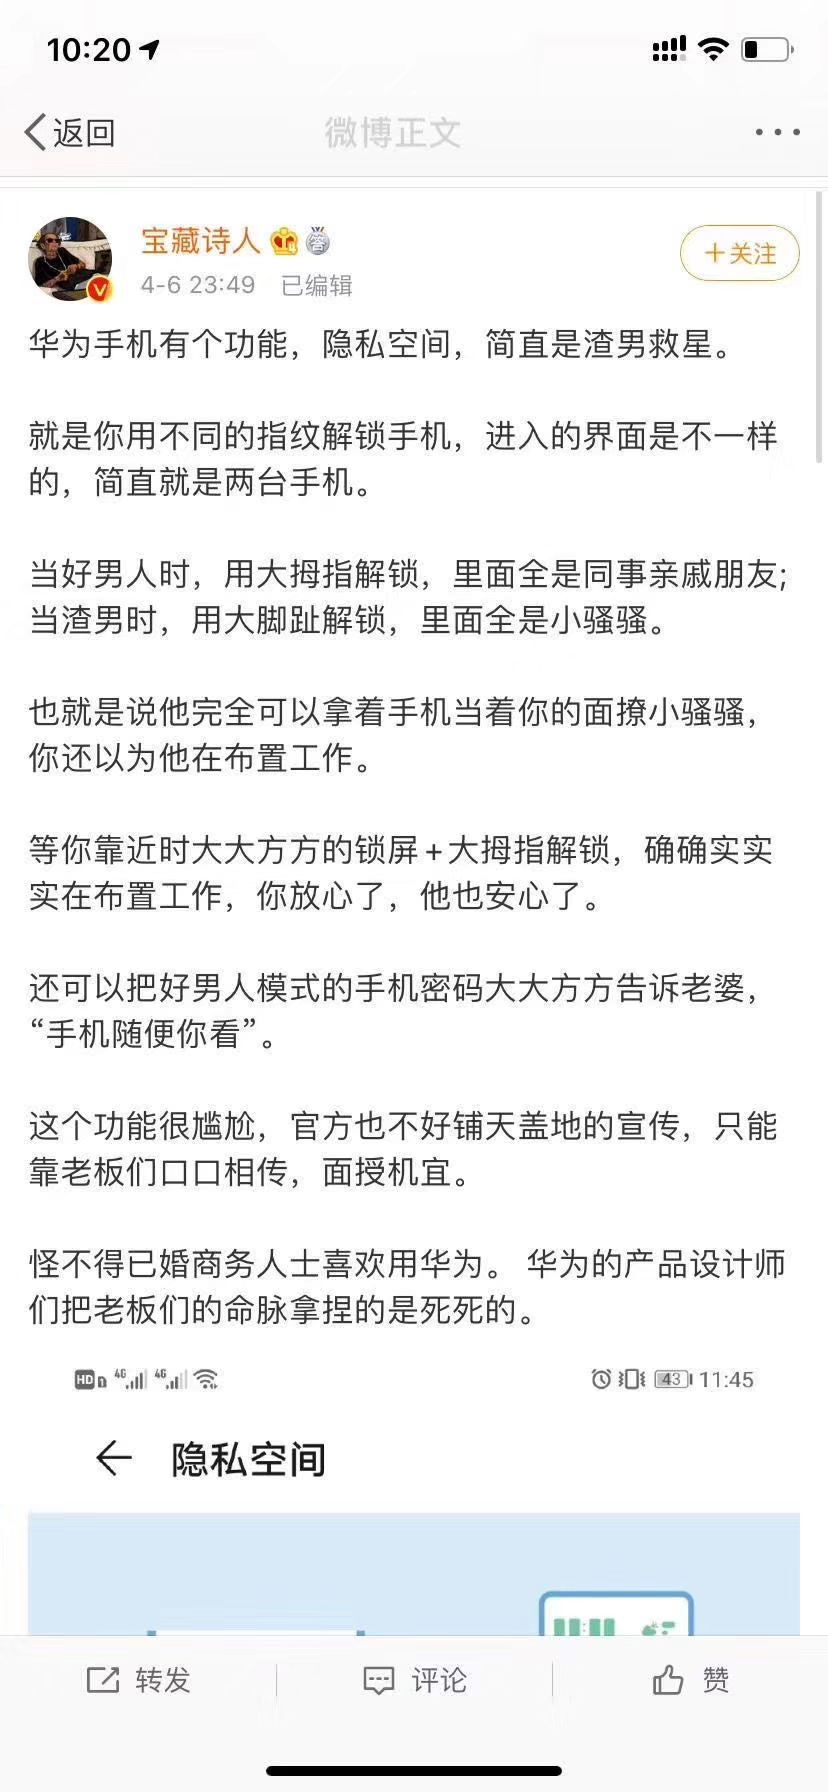 10:20
返回
微博正文
宝藏诗人
4-6 23:49 已编辑
+关注
华为手机有个功能，隐私空间，简直是渣男救星。
就是你用不同的指纹解锁手机，进入的界面是不一样
的，简直就是两台手机。
当好男人时，用大拇指解锁，里面全是同事亲戚朋友;
当渣男时，用大脚趾解锁，里面全是小骚骚。
也就是说他完全可以拿着手机当着你的面撩小骚骚，
你还以为他在布置工作。
等你靠近时大大方方的锁屏+大拇指解锁，确确实实
实在布置工作，你放心了，他也安心了。
还可以把好男人模式的手机密码大大方方告诉老婆，
“手机随便你看”。
这个功能很尴尬，官方也不好铺天盖地的宣传，只能
靠老板们口口相传，面授机宜。
怪不得已婚商务人士喜欢用华为。 华为的产品设计师
们把老板们的命脉拿捏的是死死的。
HD 4G 4G 43 11:45
隐私空间
转发 评论 赞